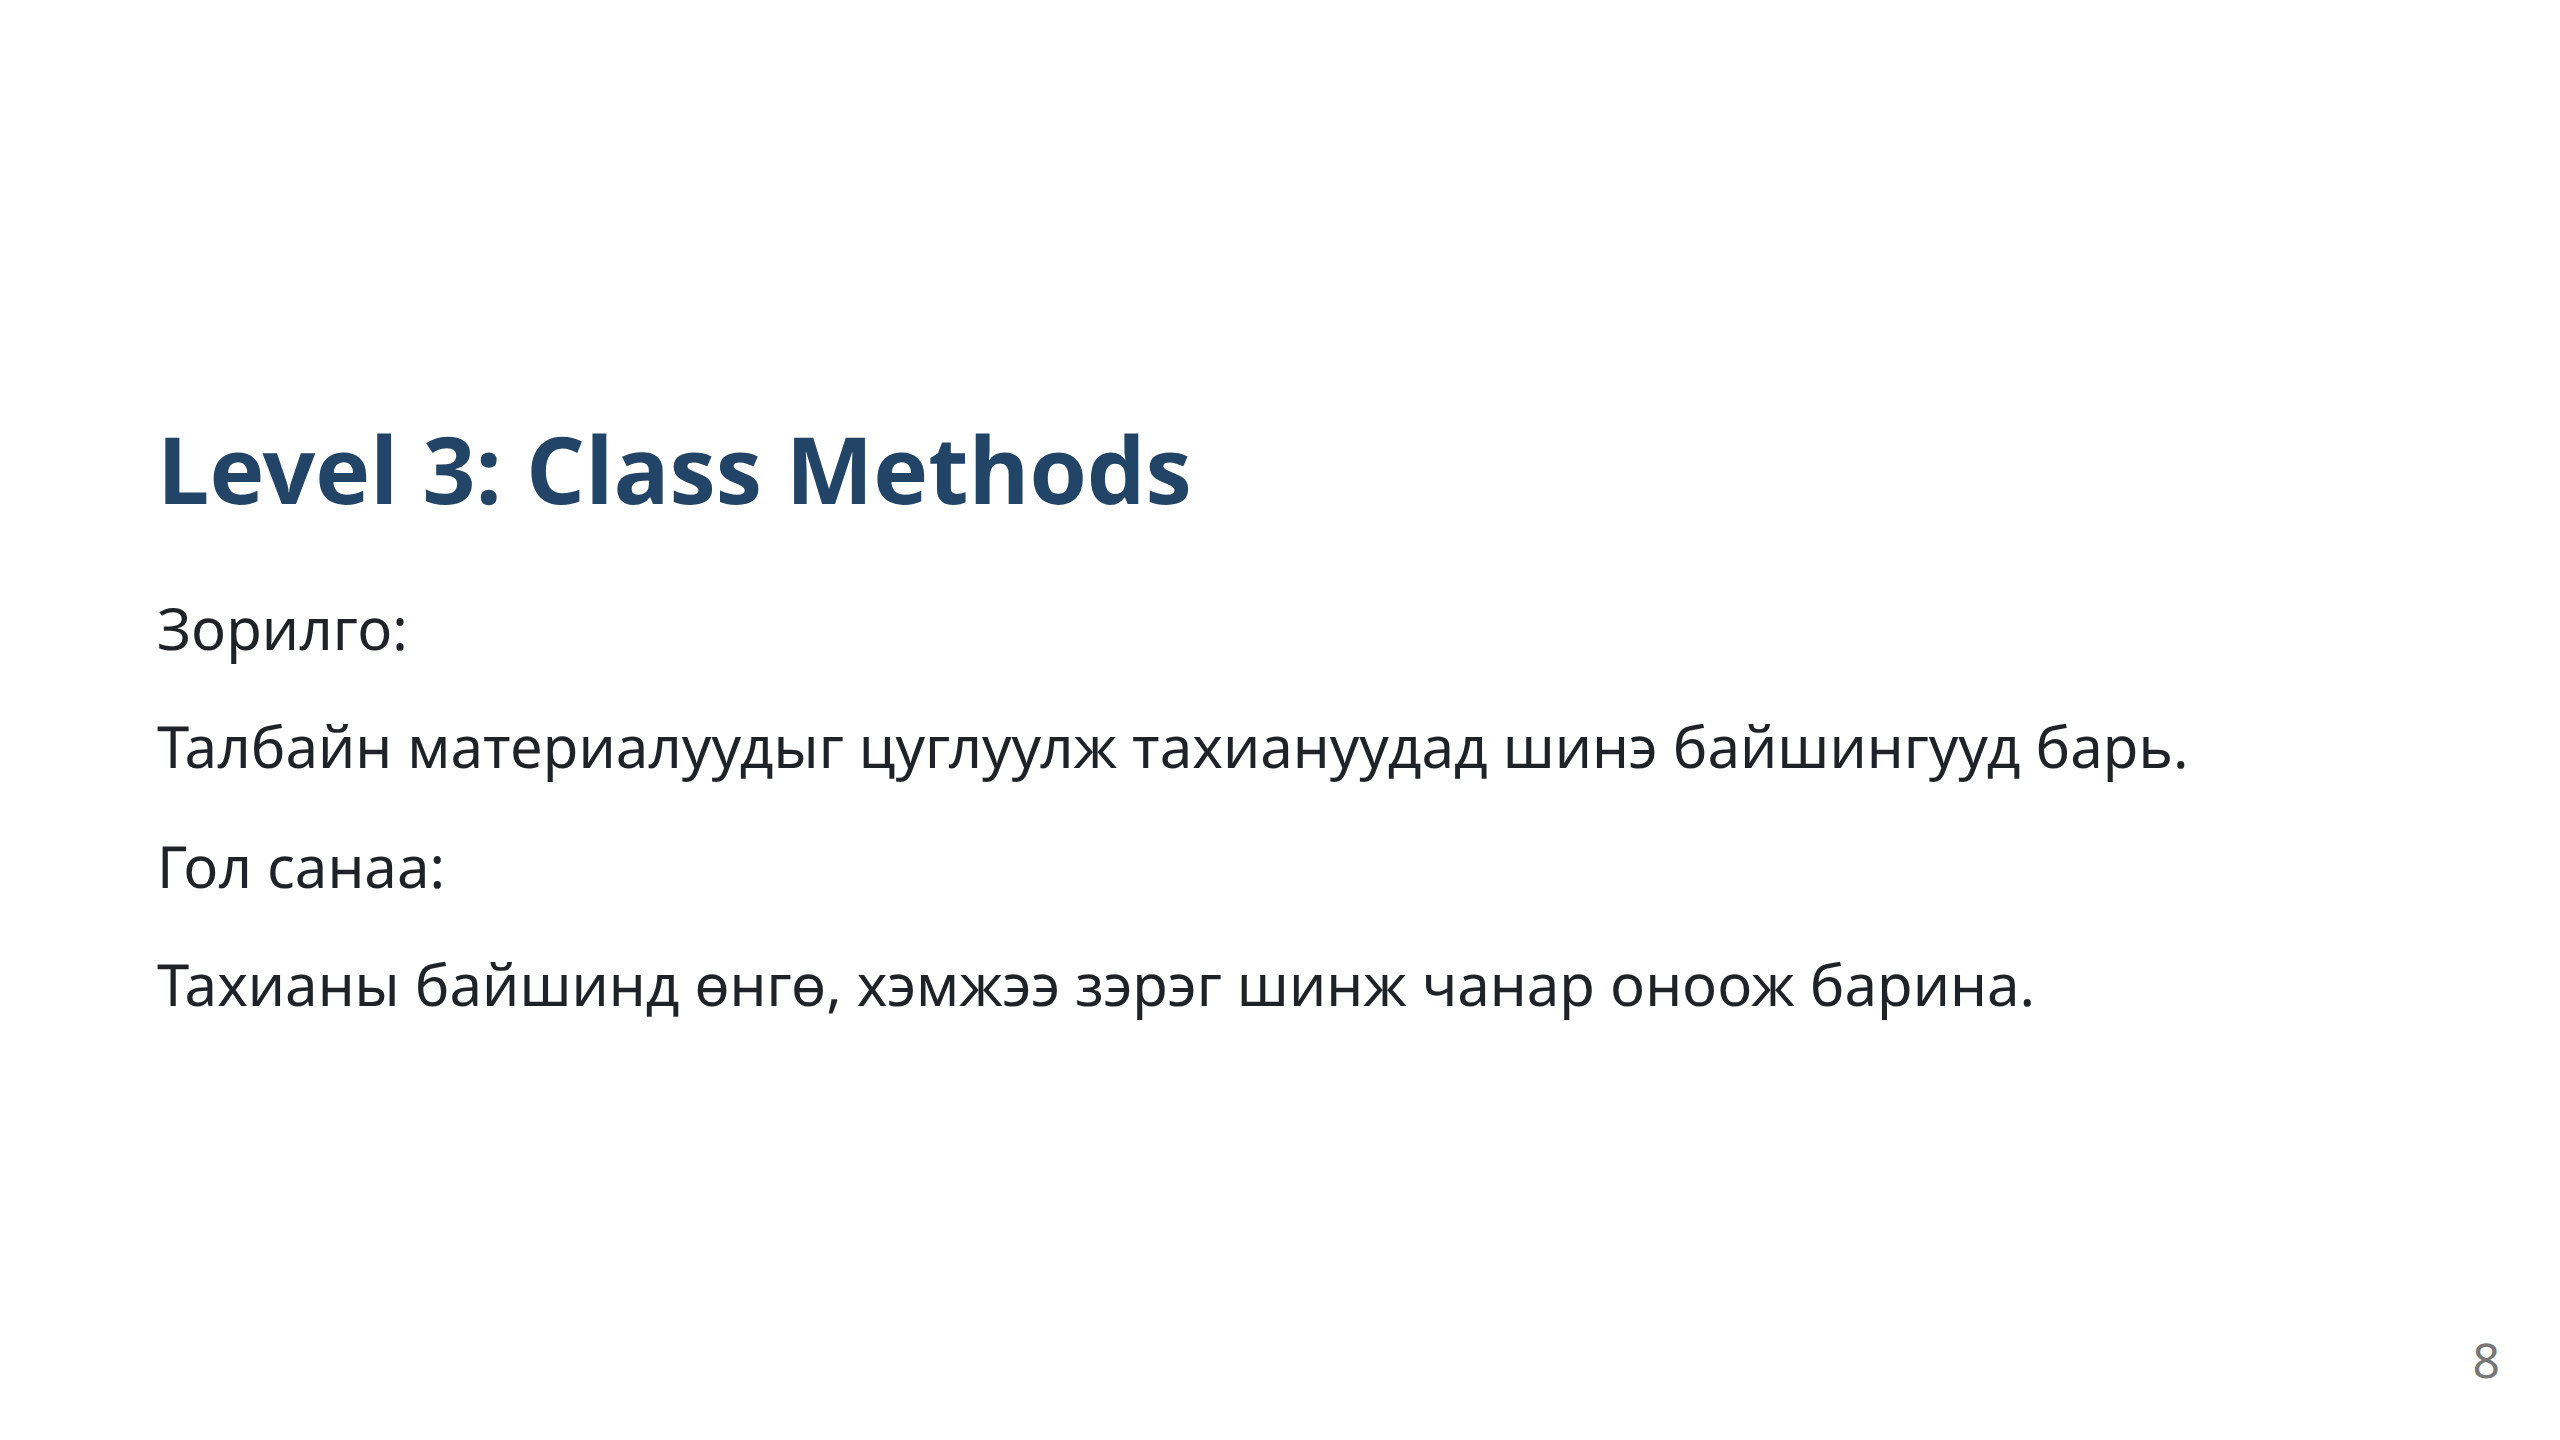 Level 3: Class Methods
Зорилго:
Талбайн материалуудыг цуглуулж тахиануудад шинэ байшингууд барь.
Гол санаа:
Тахианы байшинд өнгө, хэмжээ зэрэг шинж чанар оноож барина.
8